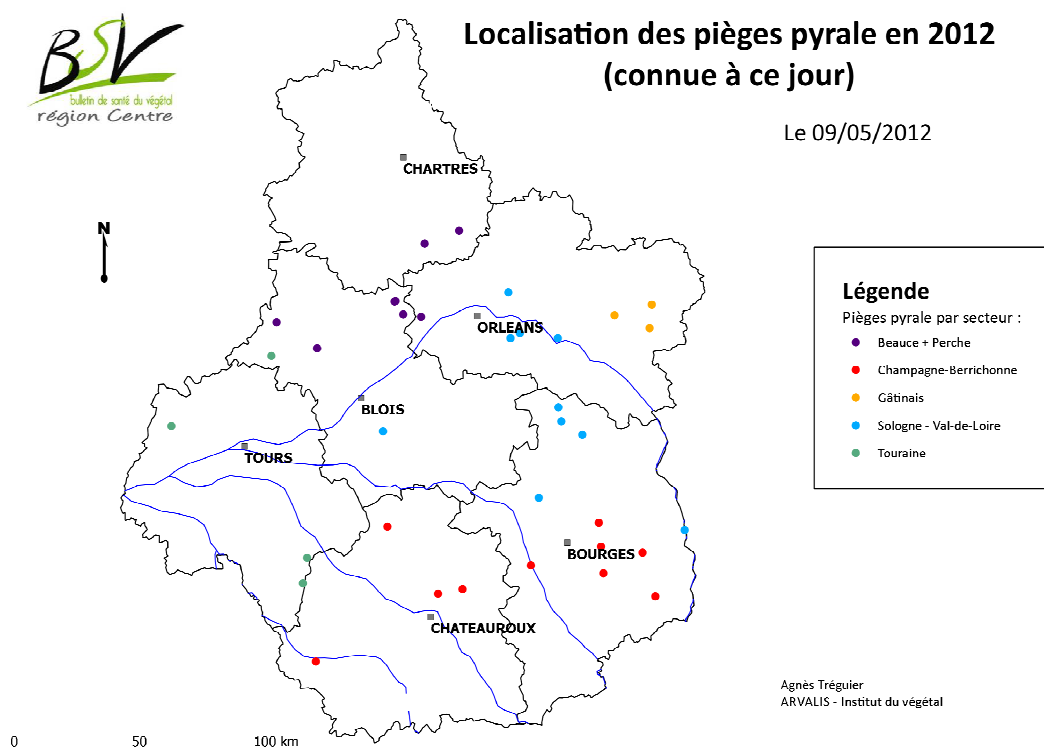 BSV
bulletin de santé du végétal
région Centre
Localisation des pièges pyrale en 2012
(connue à ce jour)
Le 09/05/2012
N
CHARTRES
ORLEANS
BLOIS
TOURS
BOURGES
CHATEAUROUX
Légende
Pièges pyrale par secteur :
Beauce + Perche
Champagne-Berrichonne
Gâtinais
Sologne - Val-de-Loire
Touraine
Agnès Tréguier
ARVALIS - Institut du végétal
0 50 100 km